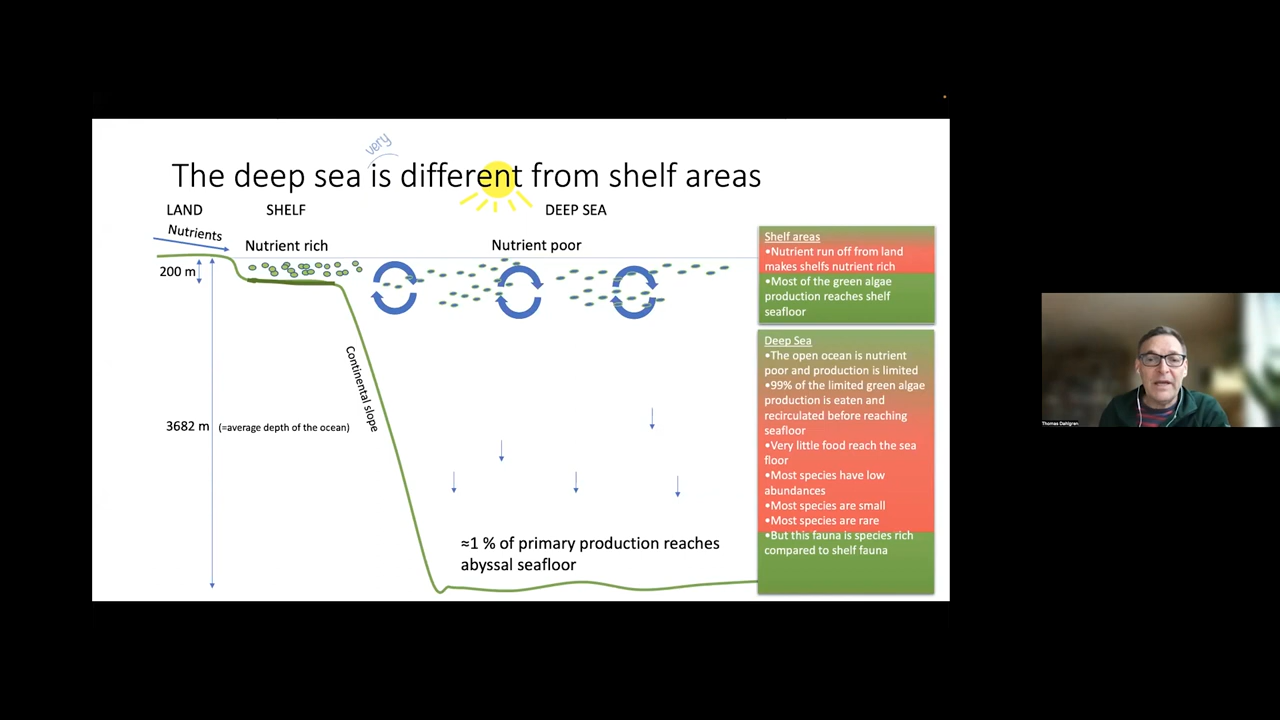 very
The deep sea is different from shelf areas
LAND
SHELF
DEEP SEA
Nutrients
Nutrient rich
Nutrient poor
200 m
Continental slope
3682 m
(=average depth of the ocean)
≈1 % of primary production reaches
abyssal seafloor
Shelf areas
•Nutrient run off from land
makes shelfs nutrient rich
•Most of the green algae
production reaches shelf
seafloor
Deep Sea
•The open ocean is nutrient
poor and production is limited
•99% of the limited green algae
production is eaten and
recirculated before reaching
seafloor
•Very little food reach the sea
floor
•Most species have low
abundances
•Most species are small
•Most species are rare
•But this fauna is species rich
compared to shelf fauna
Thomas Dahlgren